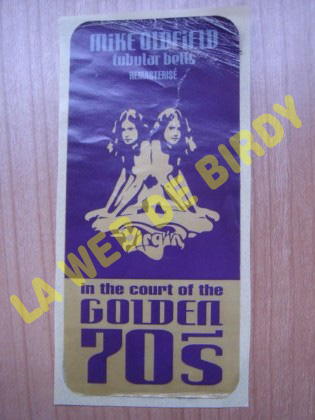 MIKE OLDFIELD
tubular bells
REMASTERISÉ
Virgin
in the court of the
GOLDEN
70's
LA WEB DE BIRDY